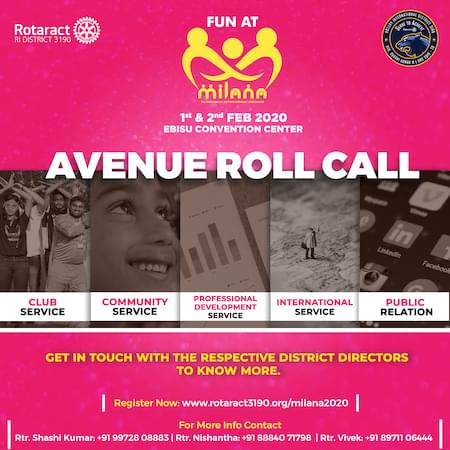 Rotaract
RI DISTRICT 3190
FUN AT
milana
1st & 2nd FEB 2020
EBISU CONVENTION CENTER
AVENUE ROLL CALL
CLUB
SERVICE
COMMUNITY
SERVICE
PROFESSIONAL
DEVELOPMENT
SERVICE
INTERNATIONAL
SERVICE
PUBLIC
RELATION
LinkedIn
Facebook
GET IN TOUCH WITH THE RESPECTIVE DISTRICT DIRECTORS
TO KNOW MORE.
Register Now: www.rotaract3190.org/milana2020
For More Info Contact
Rtr. Shashi Kumar: +91 99728 08883 | Rtr. Nishantha: +91 88840 71798 | Rtr. Vivek: +91 89711 06444